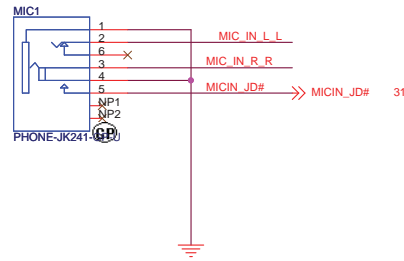 MIC1
1
2 MIC_IN_L_L
6
3 MIC_IN_R_R
4
5 MICIN_JD# MICIN_JD# 31
NP1
NP2
GP
PHONE-JK241-